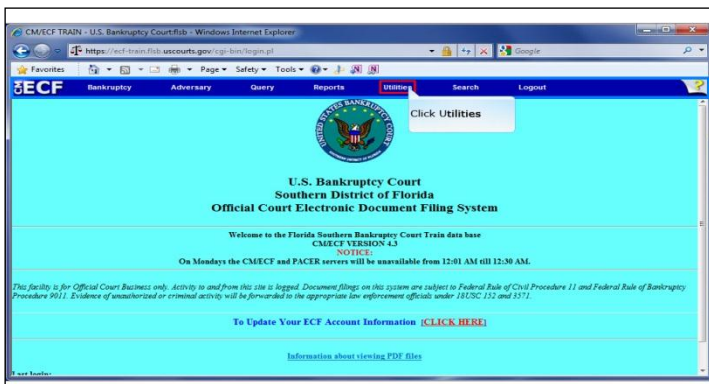 CM/ECF TRAIN - U.S. Bankruptcy Court:flsb - Windows Internet Explorer
https://ecf-train.flsb.uscourts.gov/cgi-bin/login.pl
Google
Favorites Page Safety Tools
ECF Bankruptcy Adversary Query Reports Utilities Search Logout
Click Utilities
UNITED STATES BANKRUPTCY COURT
U.S. Bankruptcy Court
Southern District of Florida
Official Court Electronic Document Filing System
Welcome to the Florida Southern Bankruptcy Court Train data base
CM/ECF VERSION 4.3
NOTICE:
On Mondays the CM/ECF and PACER servers will be unavailable from 12:01 AM till 12:30 AM.
This facility is for Official Court Business only. Activity to and from this site is logged. Document filings on this system are subject to Federal Rule of Civil Procedure 11 and Federal Rule of Bankruptcy
Procedure 9011. Evidence of unauthorized or criminal activity will be forwarded to the appropriate law enforcement officials under 18USC 152 and 3571.
To Update Your ECF Account Information [CLICK HERE]
Information about viewing PDF files
Last login: